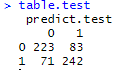 > table.test
predict.test
0 1
0 223 83
1 71 242